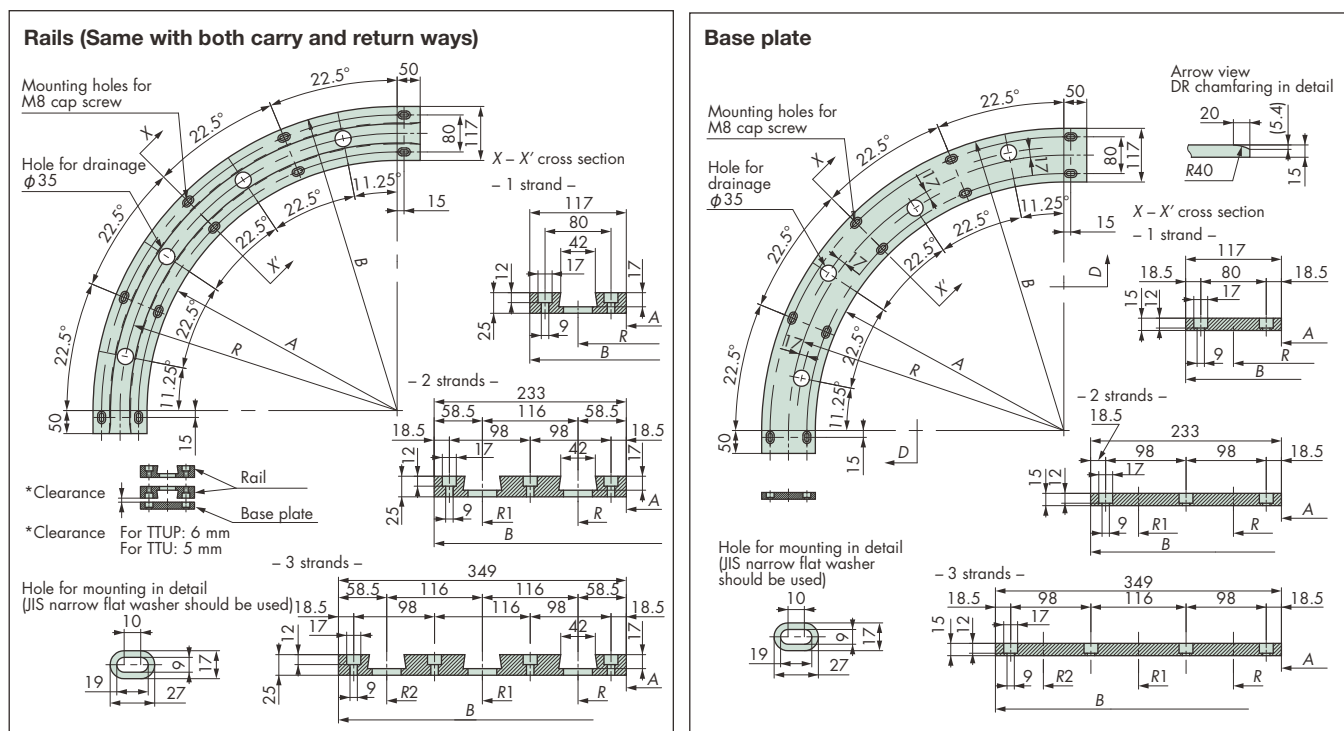 Rails (Same with both carry and return ways)
Mounting holes for
M8 cap screw
Hole for drainage
φ35
22.5°
50
22.5°
22.5°
22.5°
50
15
X
X'
22.5°
22.5°
22.5°
11.25°
11.25°
80
117
15
R
A
B
X – X' cross section
– 1 strand –
117
80
42
12
17
17
25
9
A
R
B
– 2 strands –
233
58.5
116
58.5
18.5
98
98
18.5
17
42
12
17
25
9
R1
R
A
B
*Clearance
Rail
Base plate
*Clearance
For TTUP: 6 mm
For TTU: 5 mm
Hole for mounting in detail
(JIS narrow flat washer should be used)
10
9
17
19
27
– 3 strands –
349
58.5
116
116
58.5
18.5
98
116
98
18.5
17
42
12
17
25
9
R2
R1
R
A
B
Base plate
Mounting holes for
M8 cap screw
Hole for
drainage
φ35
22.5°
50
22.5°
22.5°
22.5°
50
15
X
X'
17
17
17
17
22.5°
22.5°
22.5°
11.25°
11.25°
80
117
15
R
A
B
D
D
Arrow view
DR chamfaring in detail
20
(5.4)
R40
15
X – X' cross section
– 1 strand –
117
18.5
80
18.5
17
15
12
9
A
R
B
– 2 strands –
18.5
233
98
98
18.5
17
15
12
9
R1
R
A
B
Hole for mounting in detail
(JIS narrow flat washer
should be used)
10
9
17
19
27
– 3 strands –
349
18.5
98
116
98
18.5
17
15
12
9
R2
R1
R
A
B